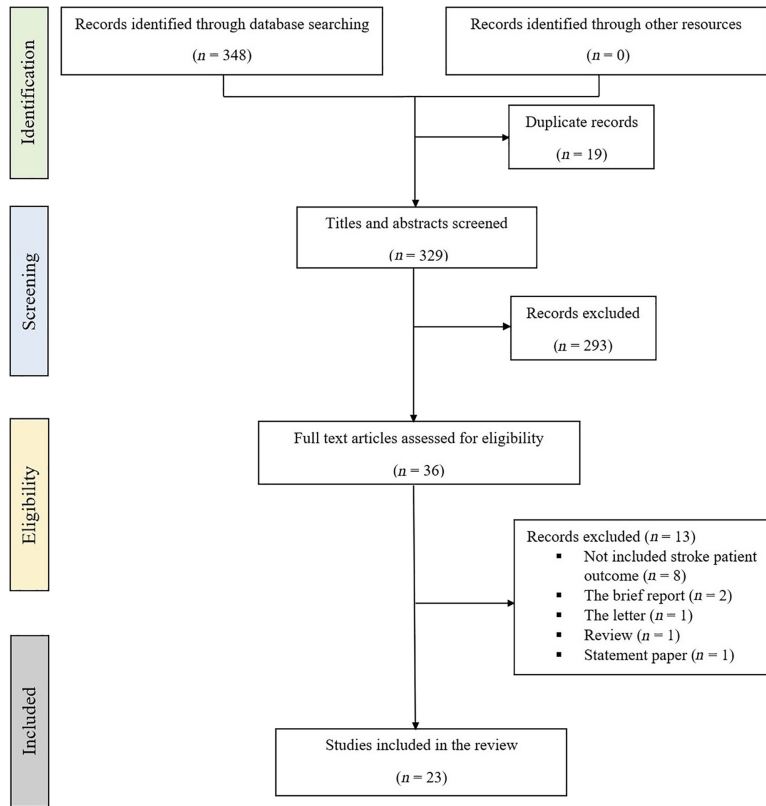 Identification
Records identified through database searching
(n = 348)
Records identified through other resources
(n = 0)
Duplicate records
(n = 19)
Screening
Titles and abstracts screened
(n = 329)
Records excluded
(n = 293)
Eligibility
Full text articles assessed for eligibility
(n = 36)
Records excluded (n = 13)
▪ Not included stroke patient
outcome (n = 8)
▪ The brief report (n = 2)
▪ The letter (n = 1)
▪ Review (n = 1)
▪ Statement paper (n = 1)
Included
Studies included in the review
(n = 23)